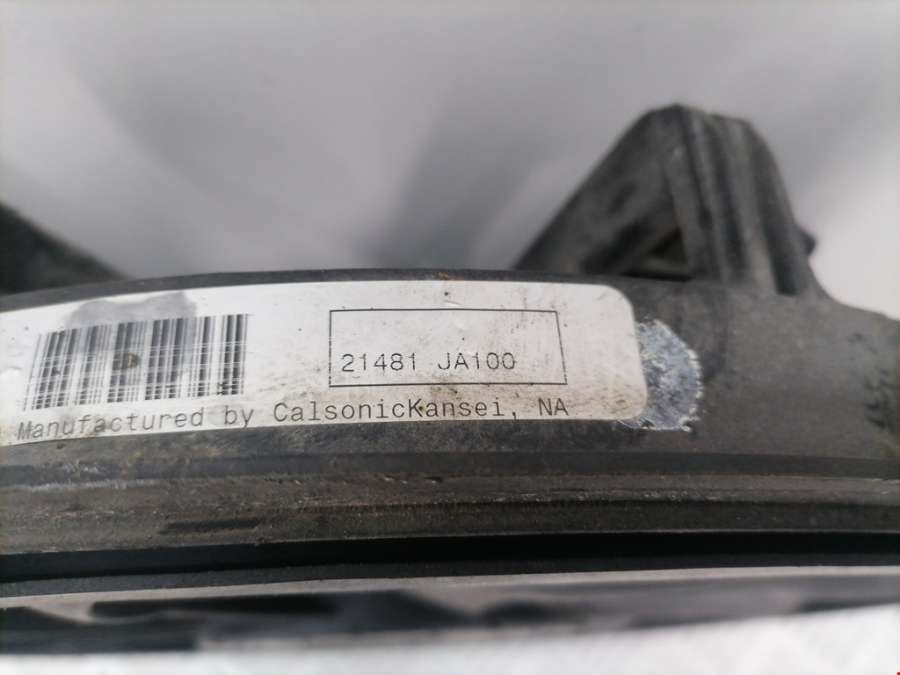 21481 JA100
Manufactured by CalsonicKansei, NA